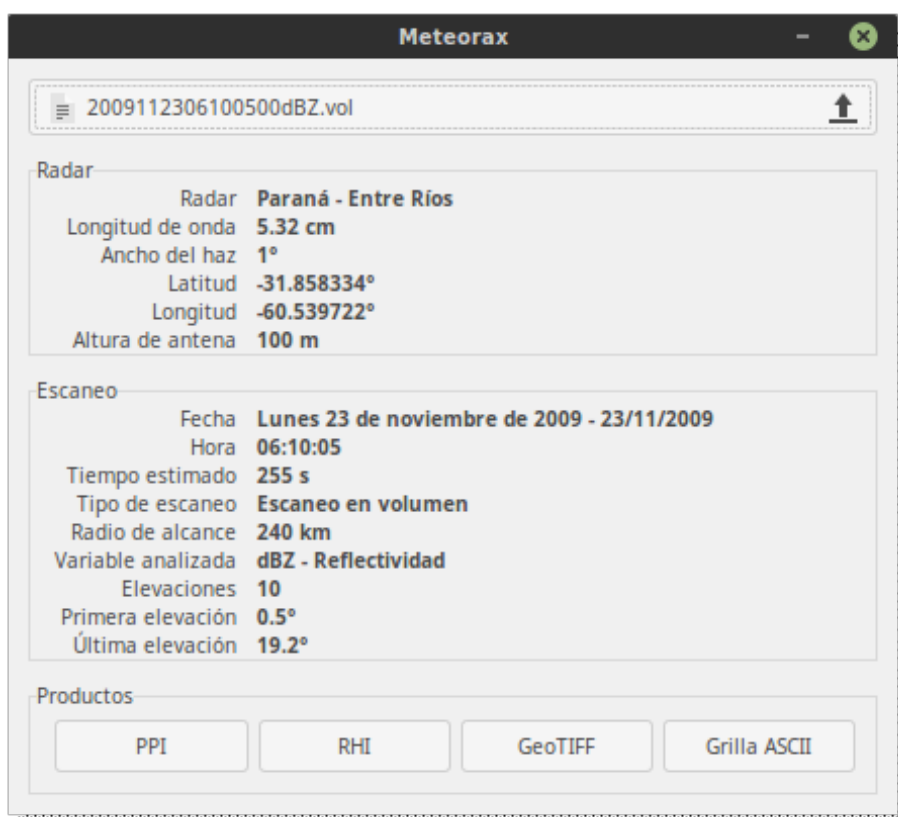 Meteorax
2009112306100500dBZ.vol
Radar
Radar Paraná - Entre Ríos
Longitud de onda 5.32 cm
Ancho del haz 1º
Latitud -31.858334º
Longitud -60.539722º
Altura de antena 100 m
Escaneo
Fecha Lunes 23 de noviembre de 2009 - 23/11/2009
Hora 06:10:05
Tiempo estimado 255 s
Tipo de escaneo Escaneo en volumen
Radio de alcance 240 km
Variable analizada dBZ - Reflectividad
Elevaciones 10
Primera elevación 0.5º
Última elevación 19.2º
Productos
PPI RHI GeoTIFF Grilla ASCII